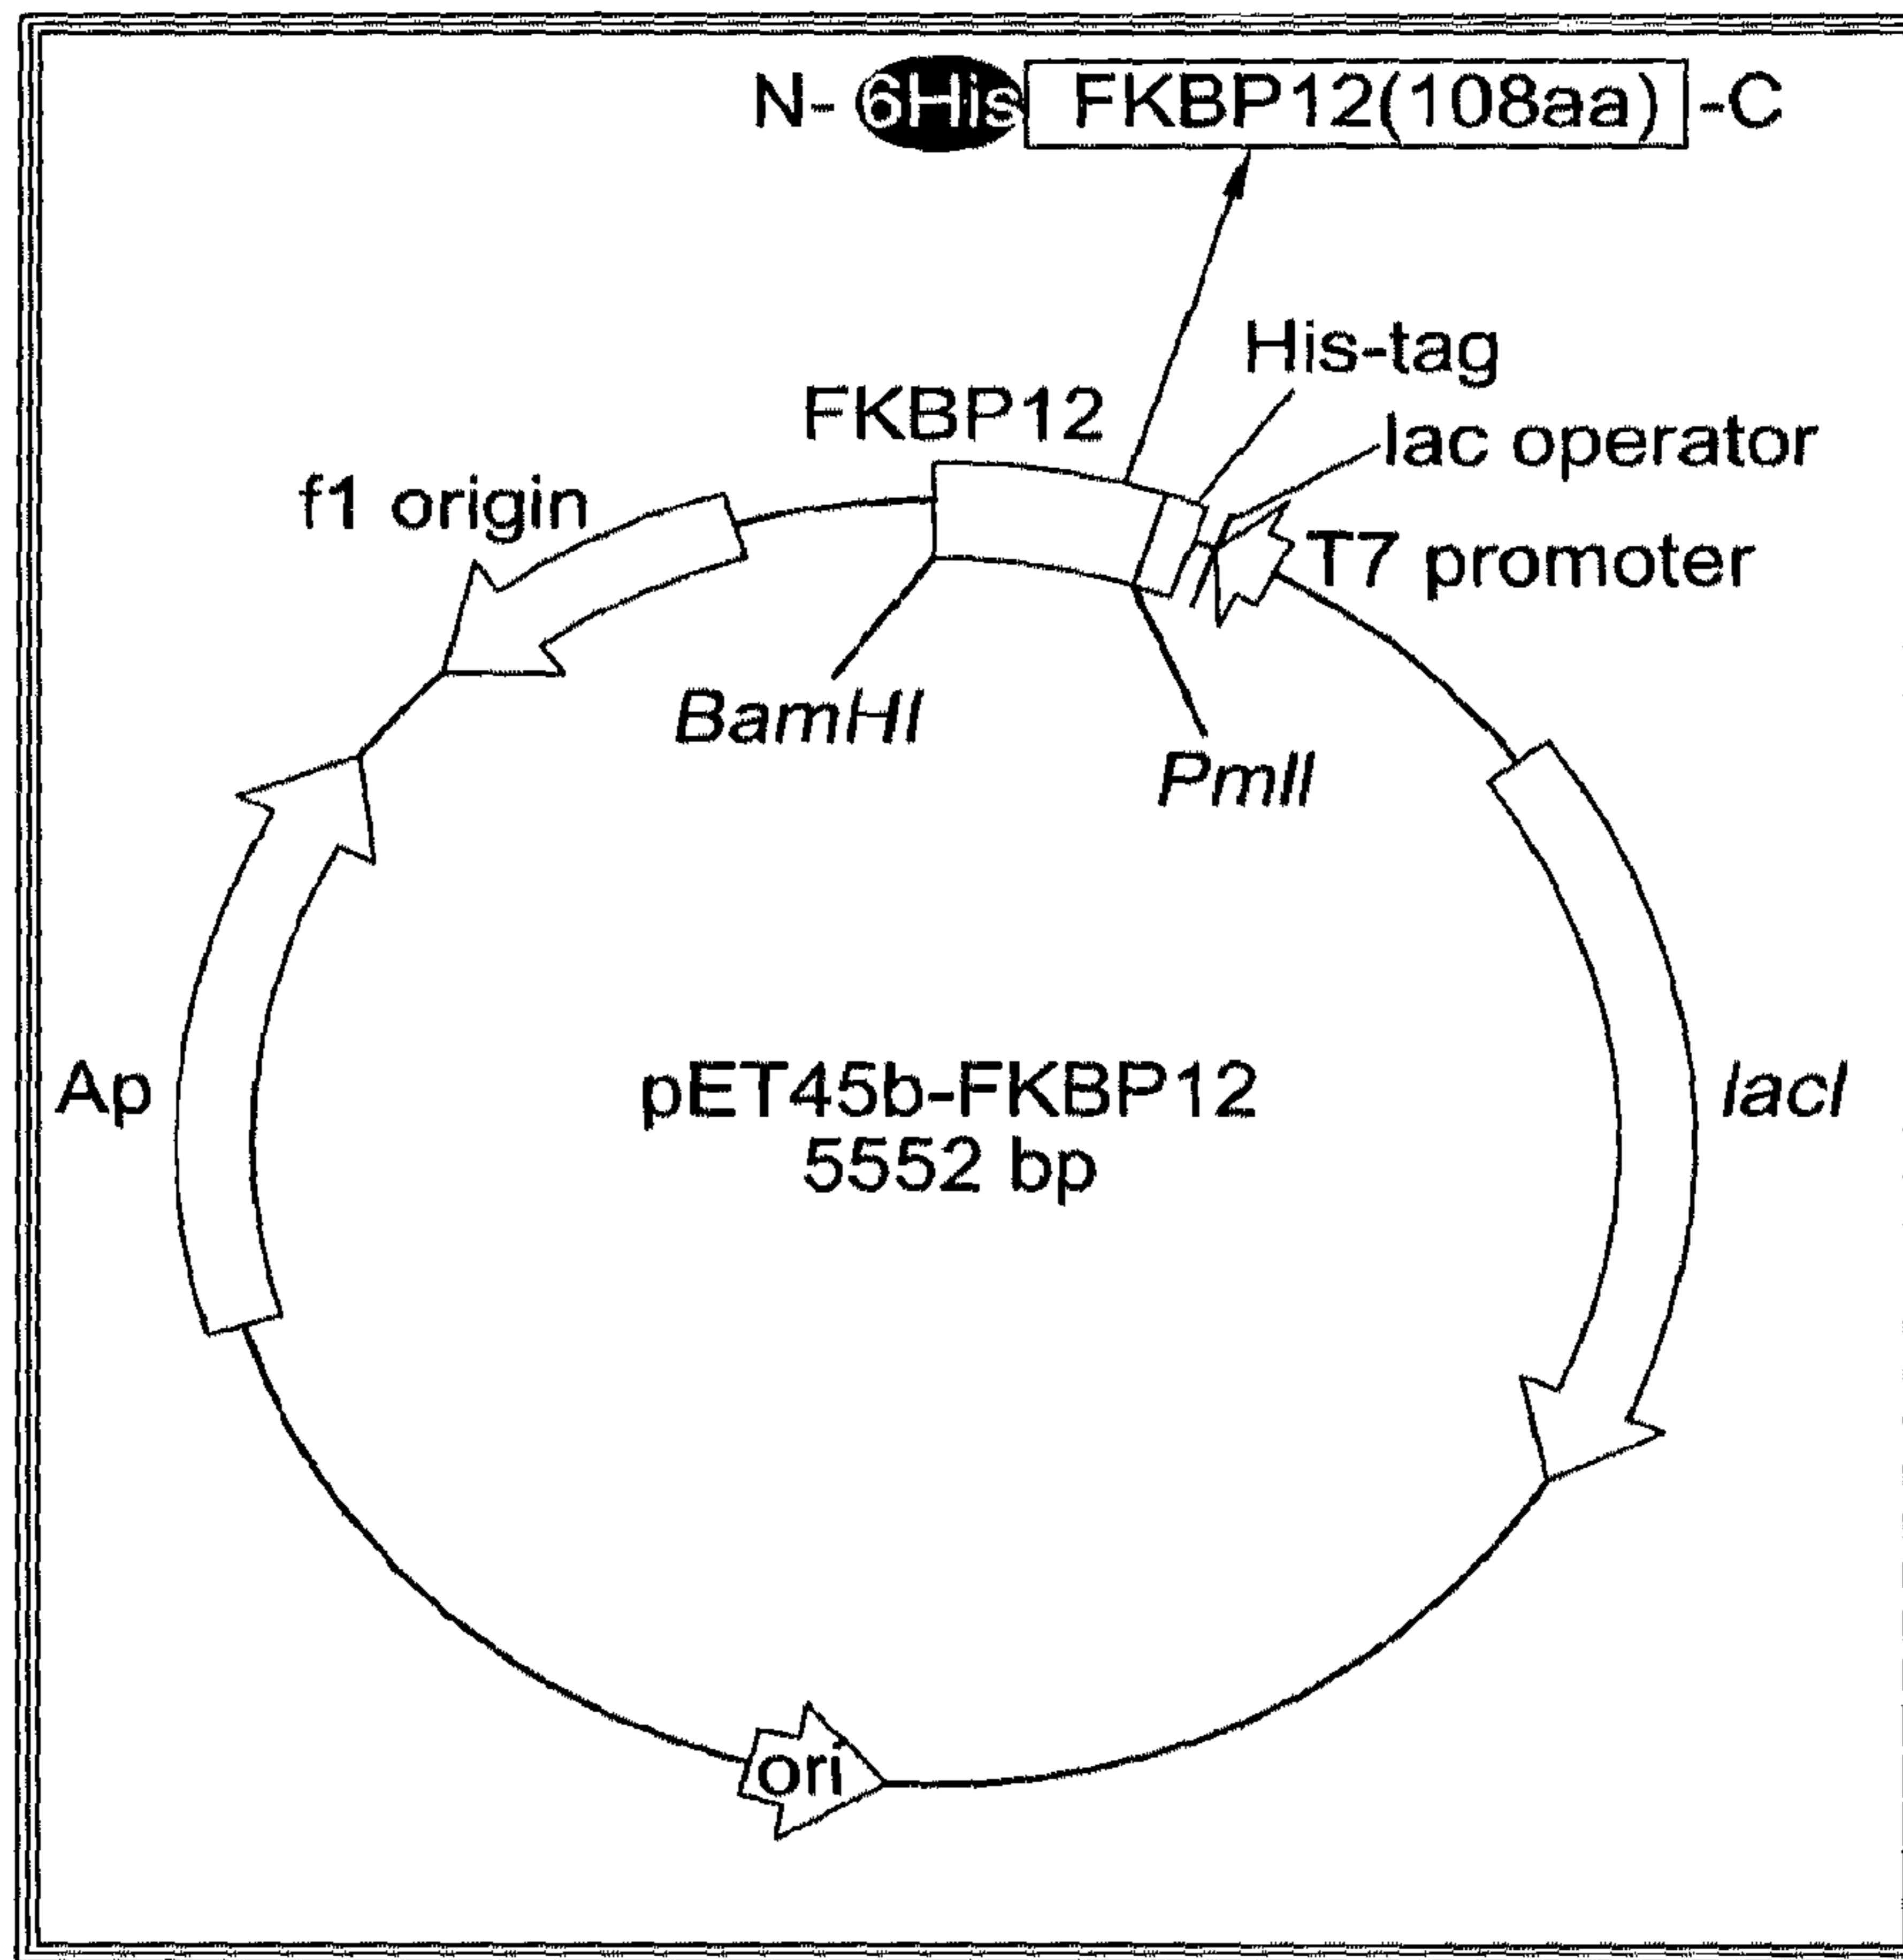 N- 6His FKBP12(108aa) -C
His-tag
FKBP12
lac operator
f1 origin
T7 promoter
BamHI
PmlI
Ap
pET45b-FKBP12
lacI
5552 bp
ori